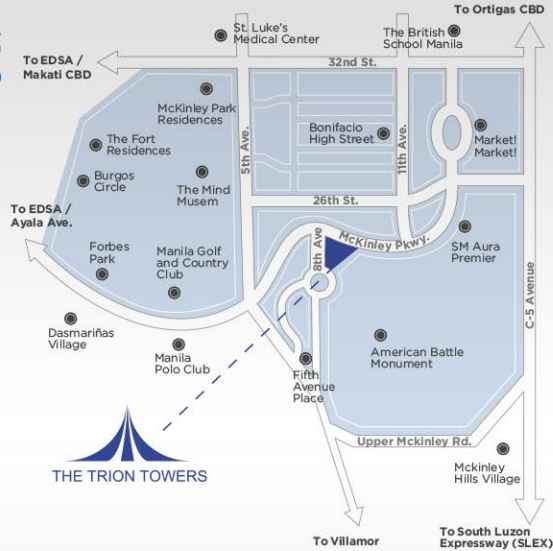 To Ortigas CBD
St. Luke's
Medical Center
The British
School Manila
To EDSA /
Makati CBD
32nd St.
McKinley Park
Residences
5th Ave.
Bonifacio
High Street
11th Ave.
Market!
Market!
The Fort
Residences
Burgos
Circle
The Mind
Musem
26th St.
To EDSA /
Ayala Ave.
8th Ave
McKinley Pkwy.
SM Aura
Premier
Forbes
Park
Manila Golf
and Country
Club
C-5 Avenue
Dasmariñas
Village
Manila
Polo Club
American Battle
Monument
Fifth
Avenue
Place
Upper Mckinley Rd.
THE TRION TOWERS
Mckinley
Hills Village
To Villamor
To South Luzon
Expressway (SLEX)